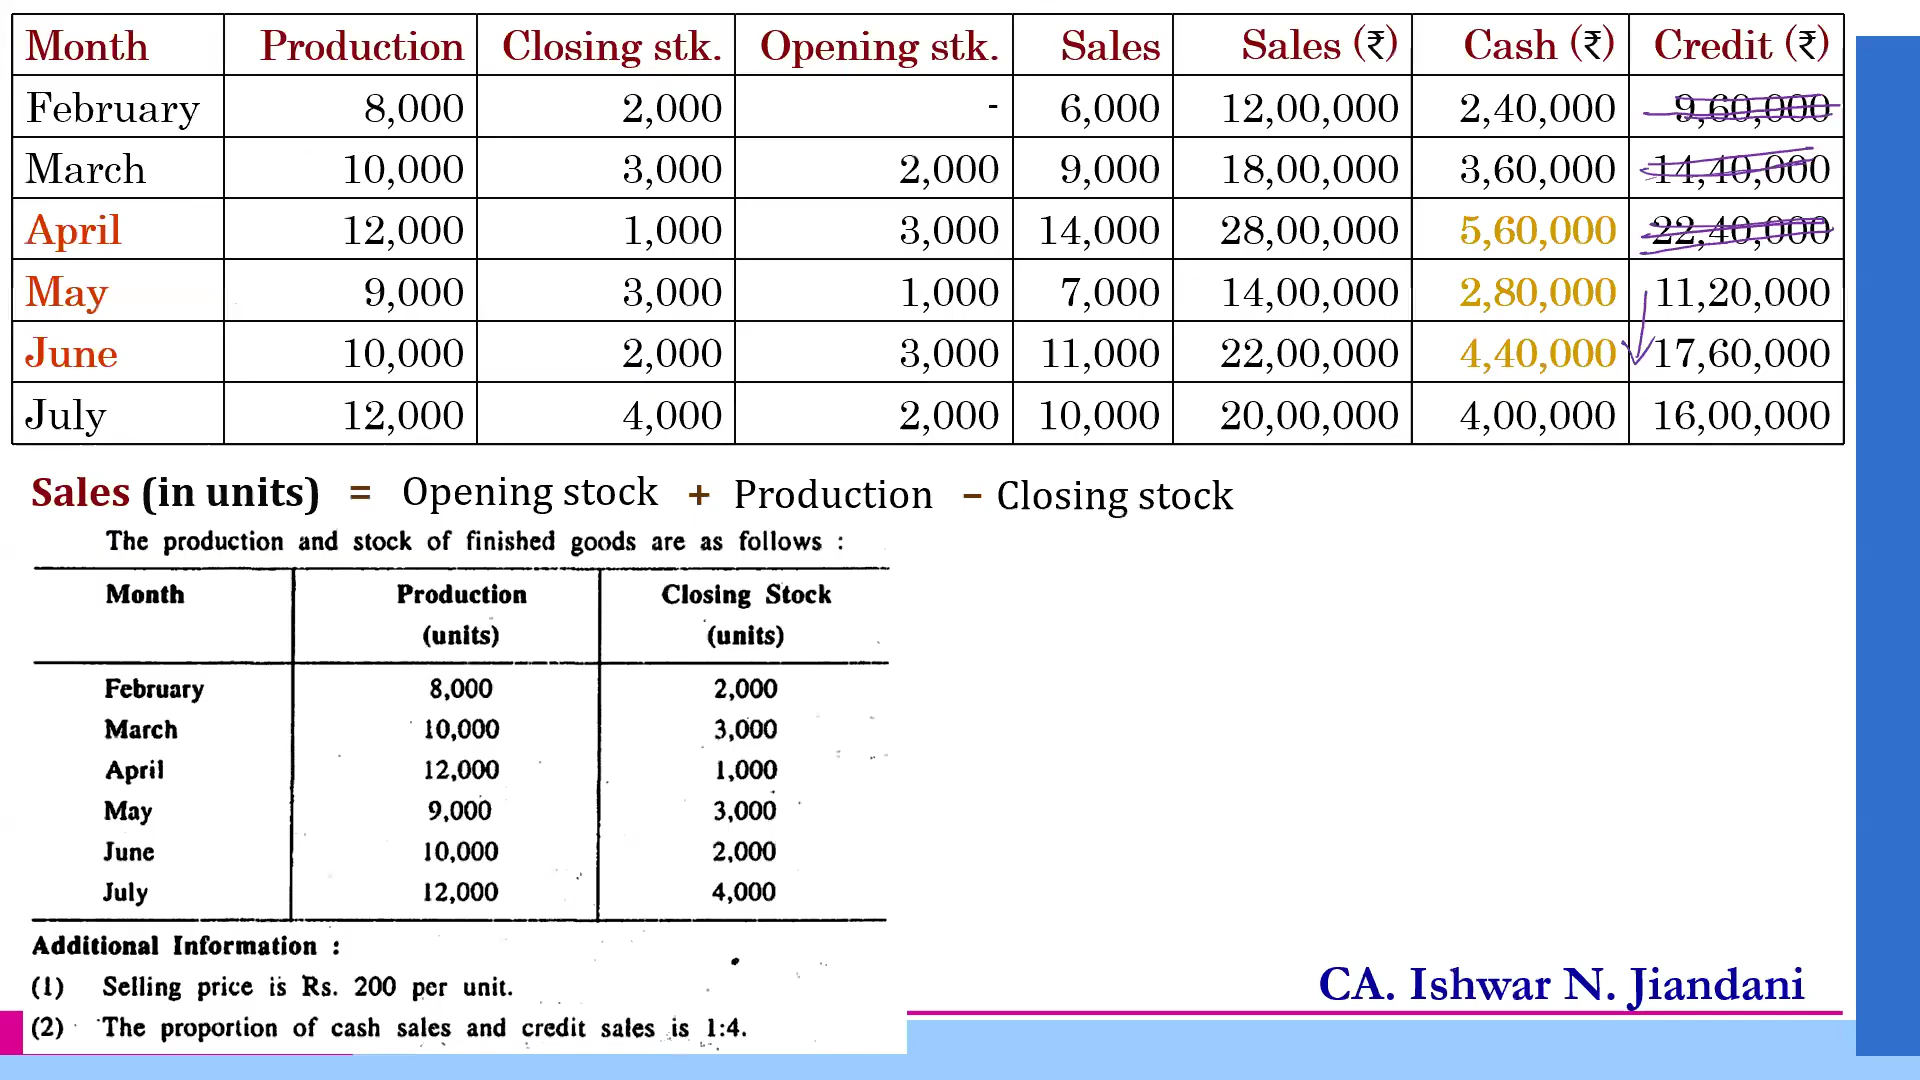 Month Production Closing stk. Opening stk. Sales Sales (₹) Cash (₹) Credit (₹)
February 8,000 2,000 - 6,000 12,00,000 2,40,000 9,60,000
March 10,000 3,000 2,000 9,000 18,00,000 3,60,000 14,40,000
April 12,000 1,000 3,000 14,000 28,00,000 5,60,000 22,40,000
May 9,000 3,000 1,000 7,000 14,00,000 2,80,000 11,20,000
June 10,000 2,000 3,000 11,000 22,00,000 4,40,000 17,60,000
July 12,000 4,000 2,000 10,000 20,00,000 4,00,000 16,00,000
Sales (in units) = Opening stock + Production − Closing stock
The production and stock of finished goods are as follows :
Month Production Closing Stock
(units) (units)
February 8,000 2,000
March 10,000 3,000
April 12,000 1,000
May 9,000 3,000
June 10,000 2,000
July 12,000 4,000
Additional Information :
(1) Selling price is Rs. 200 per unit.
(2) The proportion of cash sales and credit sales is 1:4.
CA. Ishwar N. Jiandani